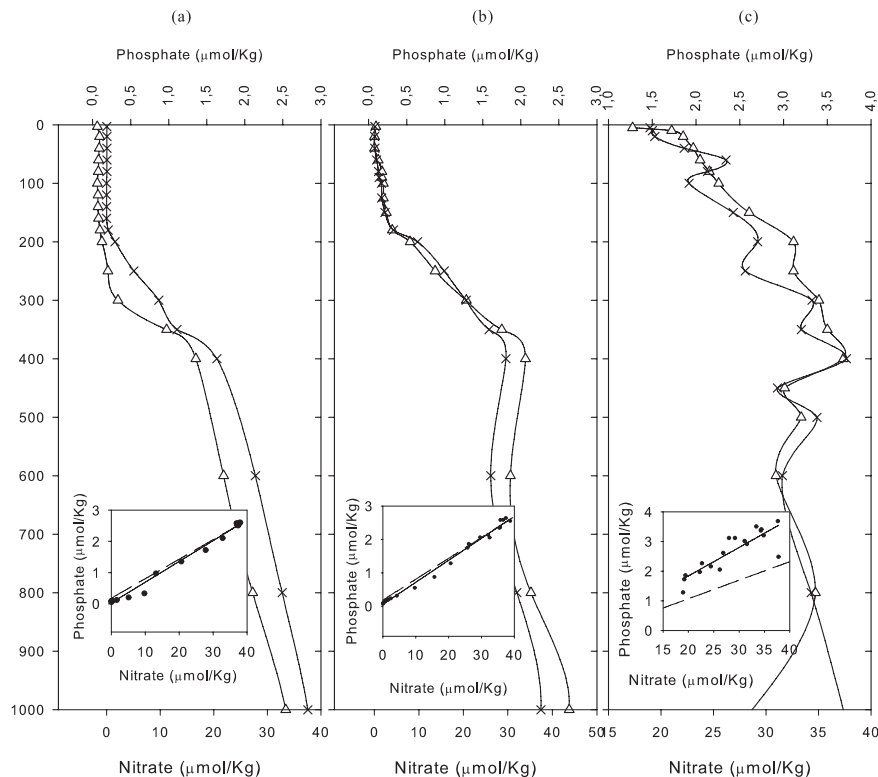 (a) (b) (c)
Phosphate (μmol/Kg) Phosphate (μmol/Kg) Phosphate (μmol/Kg)
0,0 0,5 1,0 1,5 2,0 2,5 3,0 0,0 0,5 1,0 1,5 2,0 2,5 3,0 1,0 1,5 2,0 2,5 3,0 3,5 4,0
0
100
200
300
400
500
600
700
800
900
1000
Phosphate (μmol/Kg)
3
2
1
0
0 10 20 30 40
Nitrate (μmol/Kg)
Phosphate (μmol/Kg)
3
2
1
0
0 10 20 30 40
Nitrate (μmol/Kg)
Phosphate (μmol/Kg)
4
3
2
1
15 20 25 30 35 40
Nitrate (μmol/Kg)
0 10 20 30 40 0 10 20 30 40 50 15 20 25 30 35 40
Nitrate (μmol/Kg) Nitrate (μmol/Kg) Nitrate (μmol/Kg)